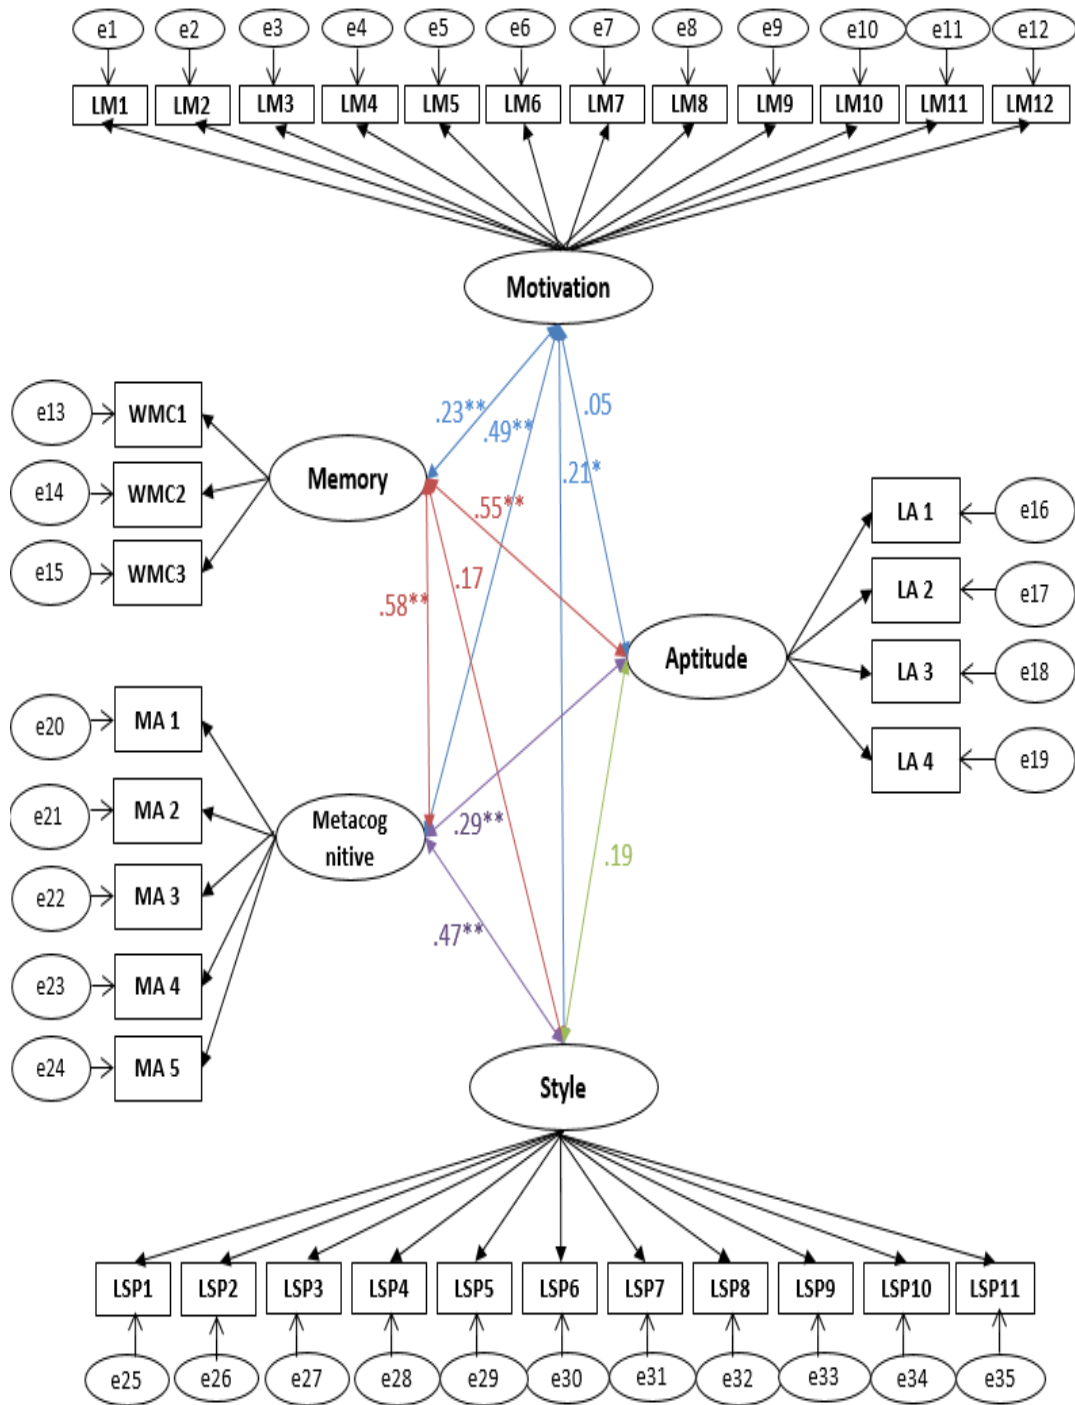 e1 e2 e3 e4 e5 e6 e7 e8 e9 e10 e11 e12
LM1 LM2 LM3 LM4 LM5 LM6 LM7 LM8 LM9 LM10 LM11 LM12
Motivation
e13 WMC1
.23**
.49**
.05
Memory
e14 WMC2
.21*
e15 WMC3
.55**
.17
.58**
LA 1 e16
LA 2 e17
Aptitude
LA 3 e18
LA 4 e19
e20 MA 1
e21 MA 2
Metacog
nitive
.29**
.19
e22 MA 3
.47**
e23 MA 4
e24 MA 5
Style
LSP1 LSP2 LSP3 LSP4 LSP5 LSP6 LSP7 LSP8 LSP9 LSP10 LSP11
e25 e26 e27 e28 e29 e30 e31 e32 e33 e34 e35